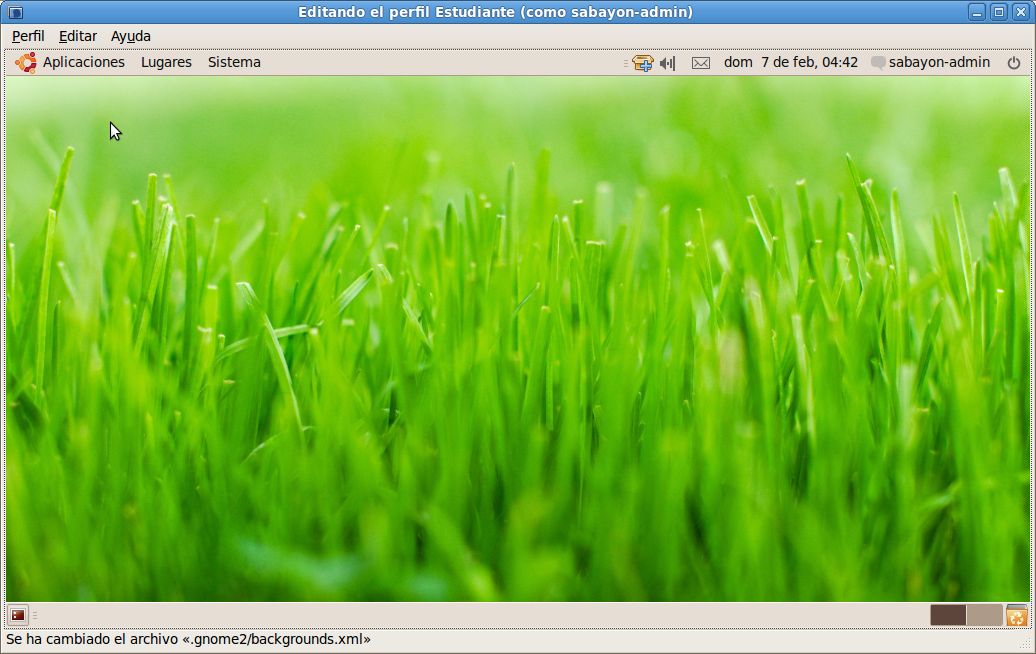 Editando el perfil Estudiante (como sabayon-admin)
Perfil Editar Ayuda
Aplicaciones Lugares Sistema dom 7 de feb, 04:42 sabayon-admin
Se ha cambiado el archivo «.gnome2/backgrounds.xml»